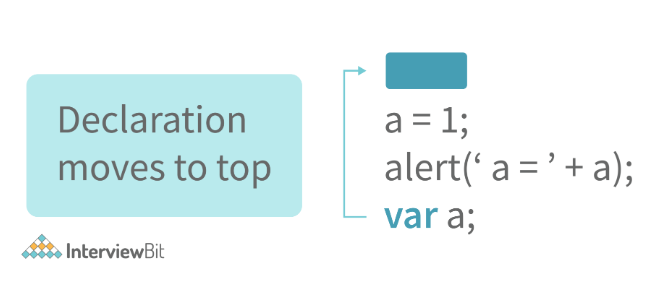 Declaration
moves to top
a = 1;
alert(‘ a = ’ + a);
var a;
InterviewBit